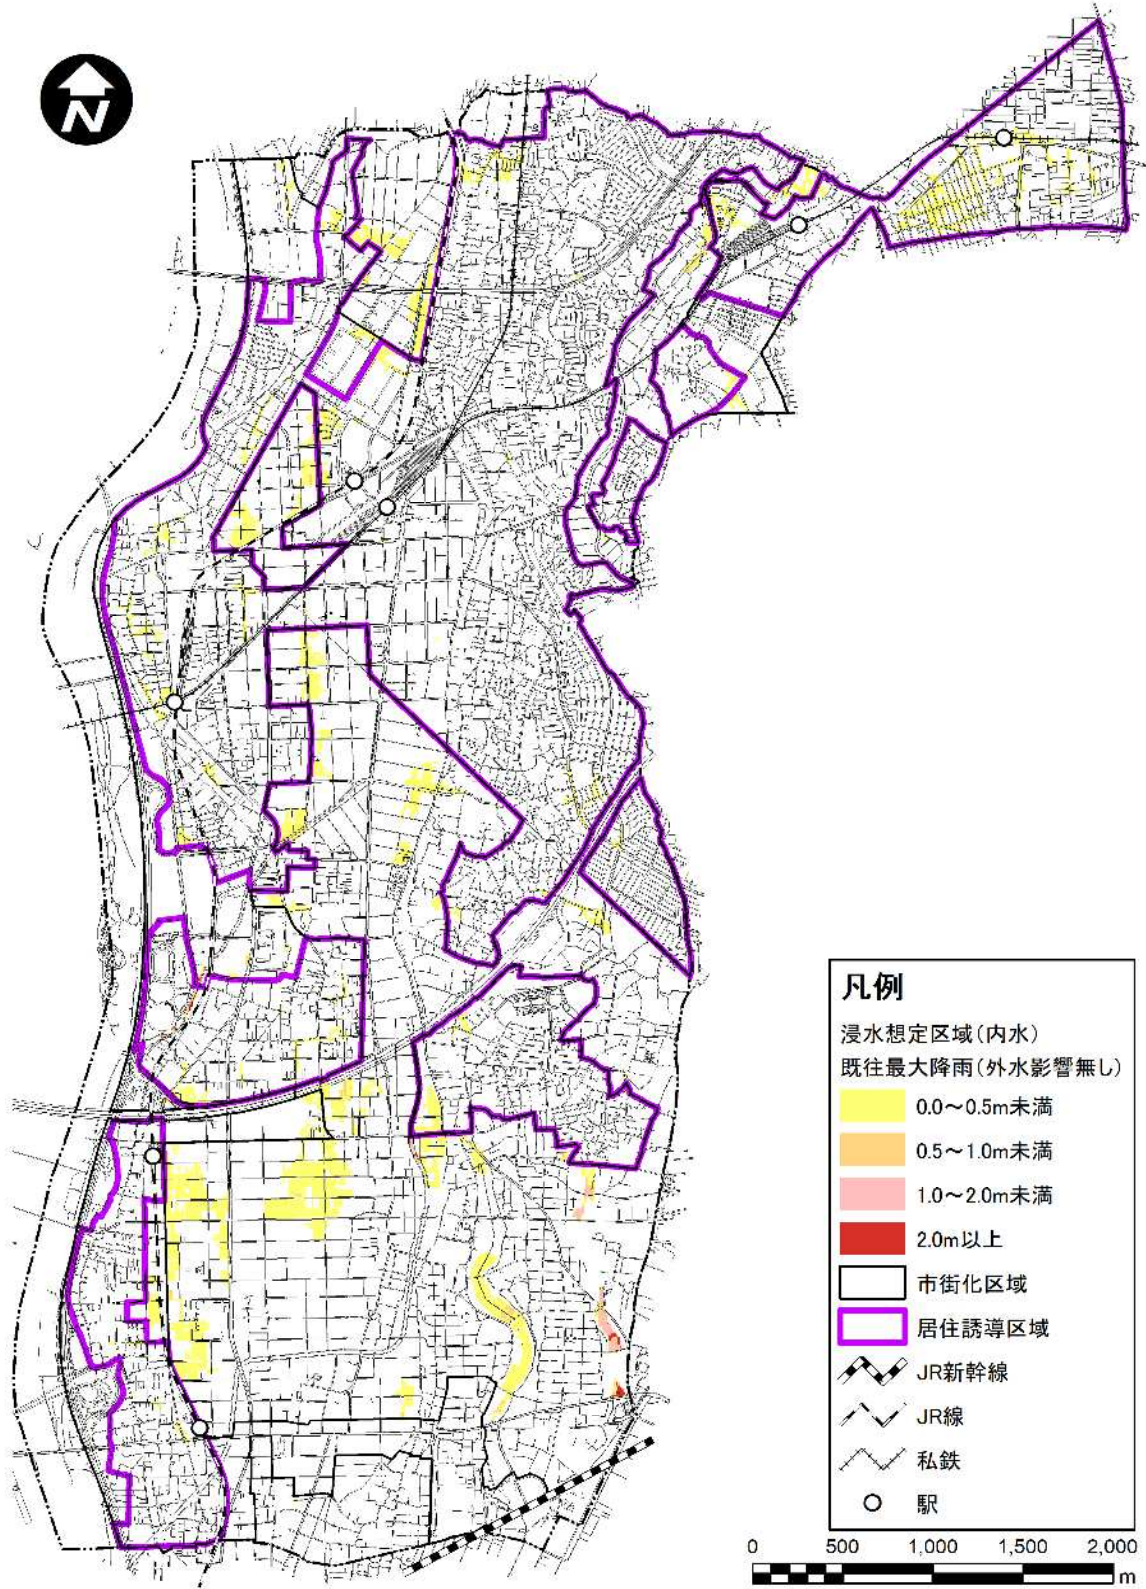 N
凡例
浸水想定区域(内水)
既往最大降雨(外水影響無し)
0.0～0.5m未満
0.5～1.0m未満
1.0～2.0m未満
2.0m以上
市街化区域
居住誘導区域
JR新幹線
JR線
私鉄
駅
0 500 1,000 1,500 2,000
m